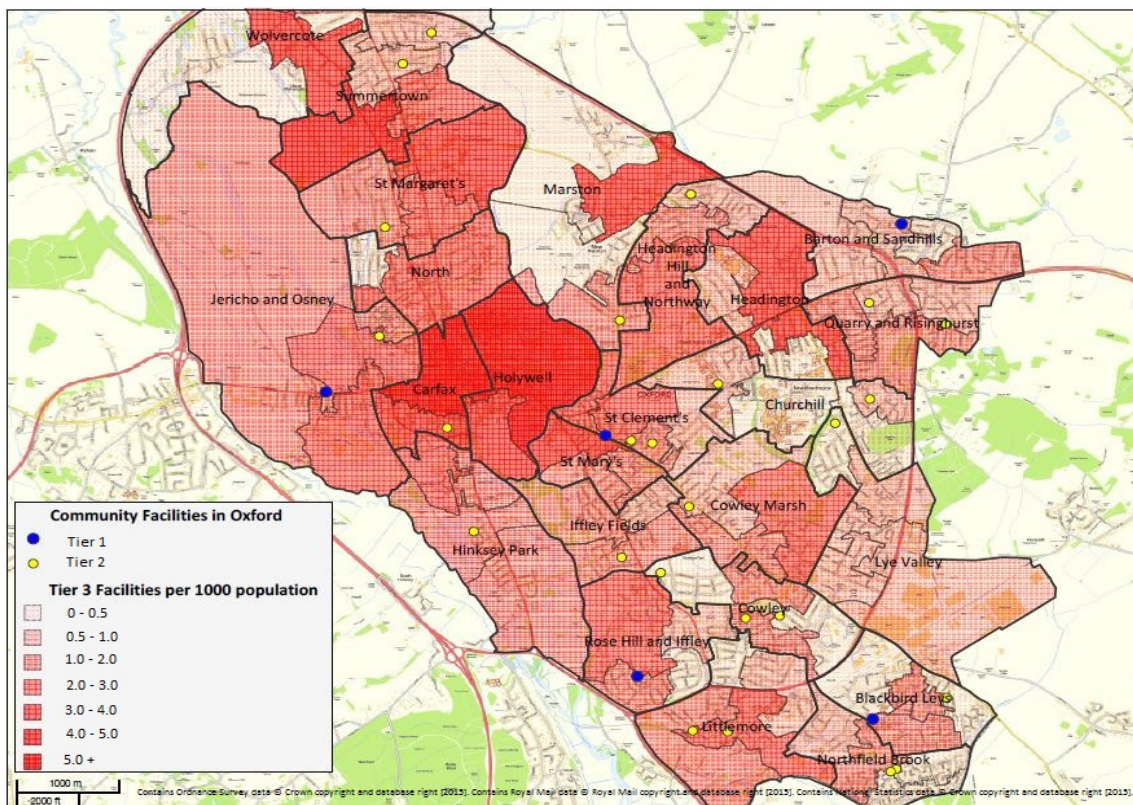 Wolvercote
Summertown
St Margaret's
Marston
Barton and Sandhills
Headington
Hill
and
Northway
North
Jericho and Osney
Headington
Quarry and Risinghurst
Holywell
Carfax
OXFORD
St Clement's
Churchill
St Mary's
Cowley Marsh
Iffley Fields
Hinksey Park
Lye Valley
Cowley
Rose Hill and Iffley
Blackbird Leys
Littlemore
Northfield Brook
Community Facilities in Oxford
Tier 1
Tier 2
Tier 3 Facilities per 1000 population
0 - 0.5
0.5 - 1.0
1.0 - 2.0
2.0 - 3.0
3.0 - 4.0
4.0 - 5.0
5.0 +
1000 m
2000 ft
Contains Ordnance Survey data © Crown copyright and database right [2015]. Contains Royal Mail data © Royal Mail copyright and database right [2015]. Contains National Statistics data © Crown copyright and database right [2015].